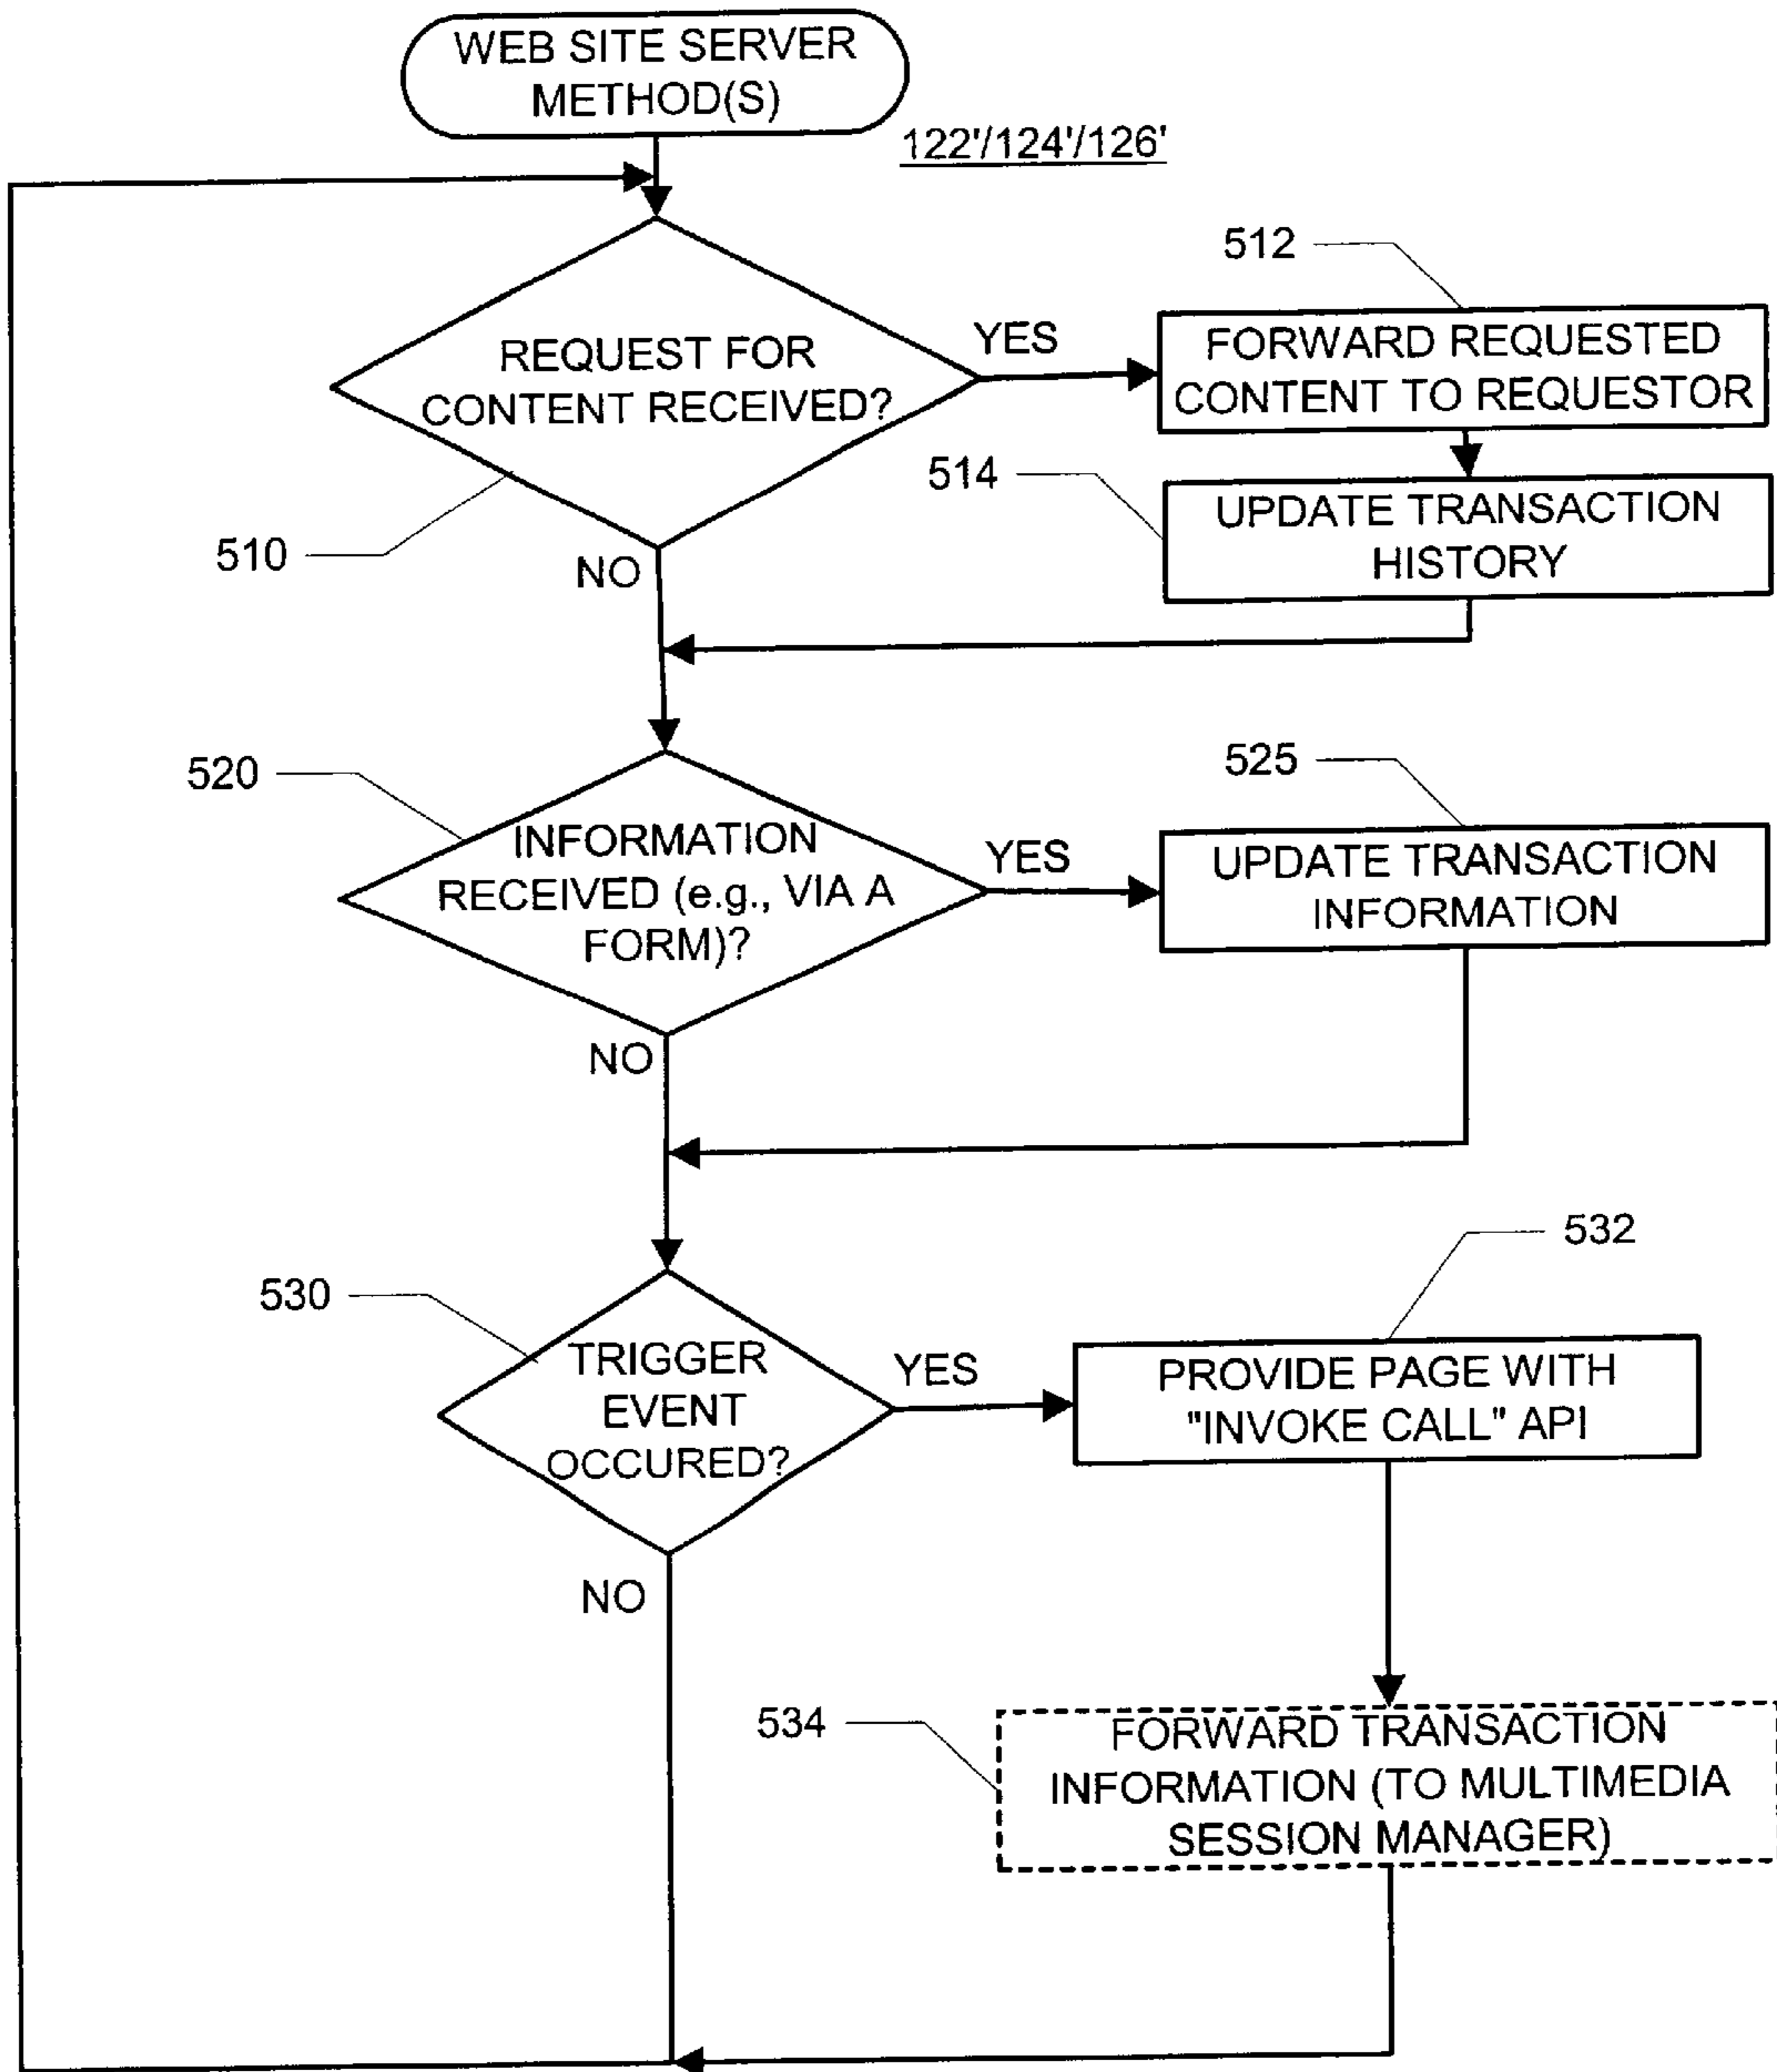 WEB SITE SERVER
METHOD(S)
122'/124'/126'
512
REQUEST FOR
CONTENT RECEIVED?
YES
FORWARD REQUESTED
CONTENT TO REQUESTOR
510
NO
514
UPDATE TRANSACTION
HISTORY
520
INFORMATION
RECEIVED (e.g., VIA A
FORM)?
YES
525
UPDATE TRANSACTION
INFORMATION
NO
530
TRIGGER
EVENT
OCCURED?
YES
532
PROVIDE PAGE WITH
"INVOKE CALL" API
NO
534
FORWARD TRANSACTION
INFORMATION (TO MULTIMEDIA
SESSION MANAGER)